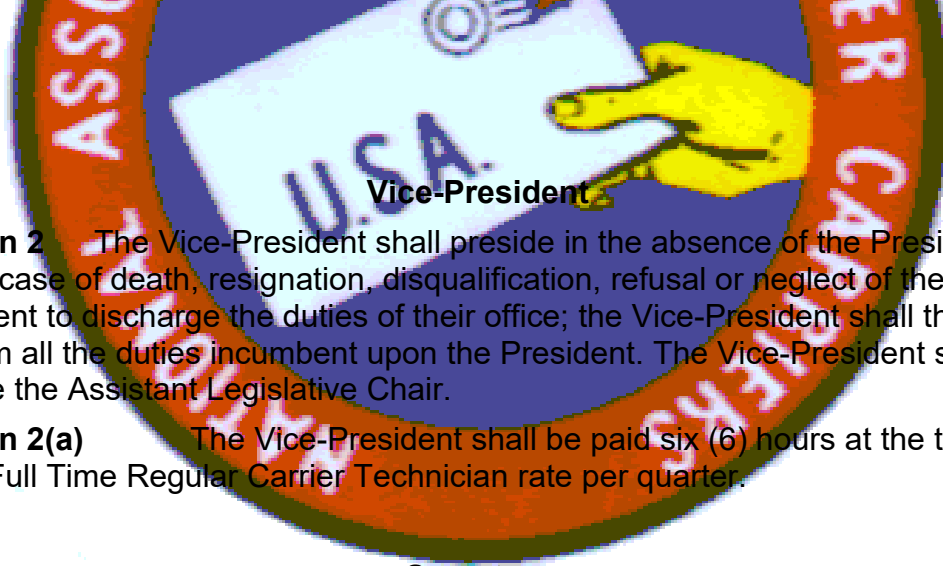 ASSO
ER CARRIERS
NATIONAL
U.S.A.
Vice-President
n 2 The Vice-President shall preside in the absence of the Presi
case of death, resignation, disqualification, refusal or neglect of the
ent to discharge the duties of their office; the Vice-President shall th
m all the duties incumbent upon the President. The Vice-President s
e the Assistant Legislative Chair.
n 2(a) The Vice-President shall be paid six (6) hours at the t
Full Time Regular Carrier Technician rate per quarter.